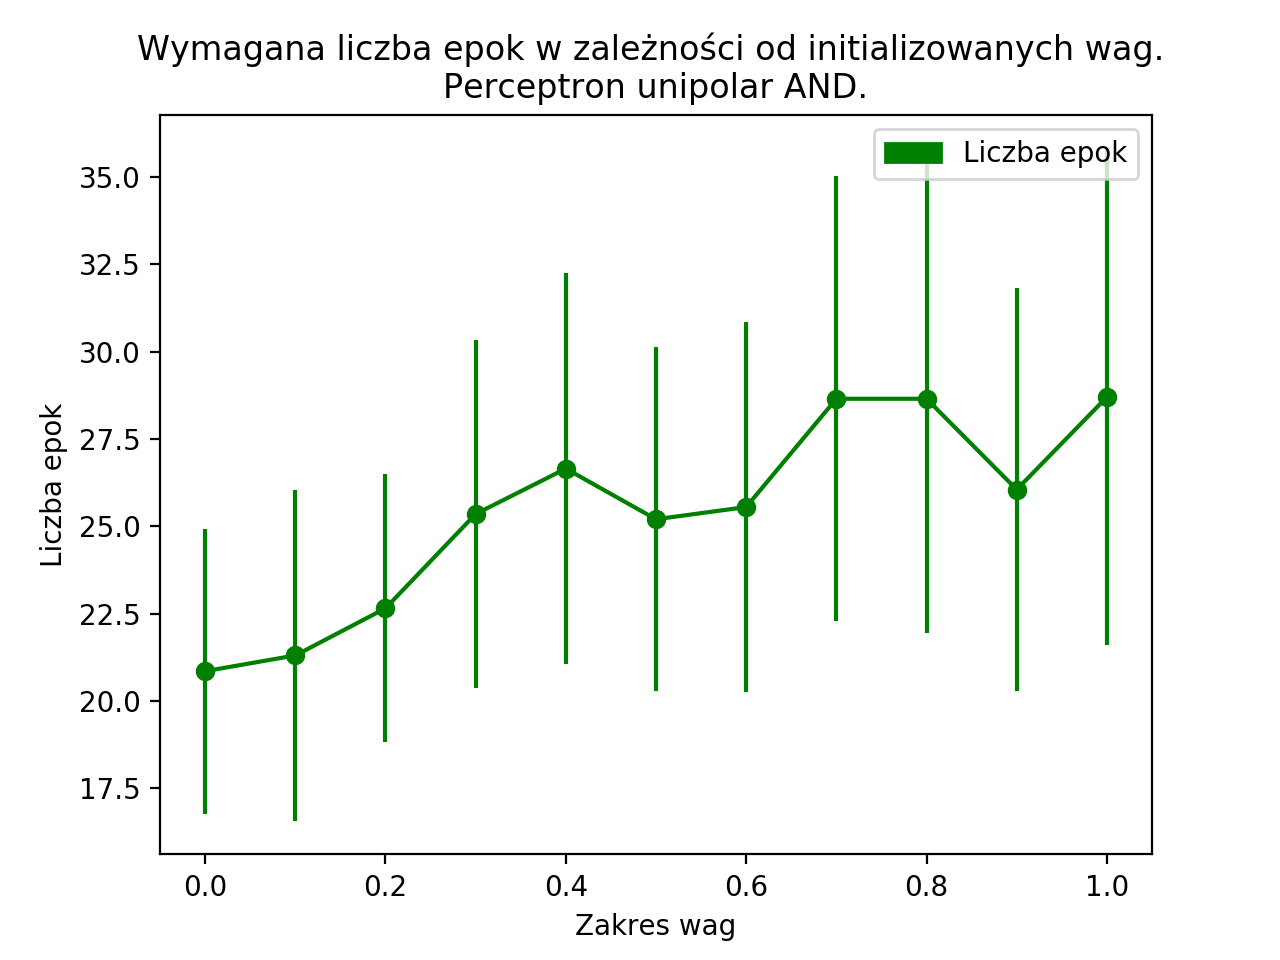 Wymagana liczba epok w zależności od initializowanych wag.
Perceptron unipolar AND.
Liczba epok
35.0
32.5
30.0
27.5
25.0
22.5
20.0
17.5
Liczba epok
0.0 0.2 0.4 0.6 0.8 1.0
Zakres wag